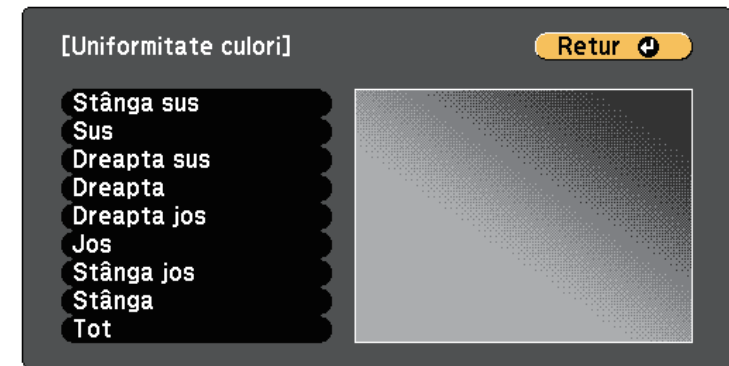 [Uniformitate culori]
Retur
Stânga sus
Sus
Dreapta sus
Dreapta
Dreapta jos
Jos
Stânga jos
Stânga
Tot